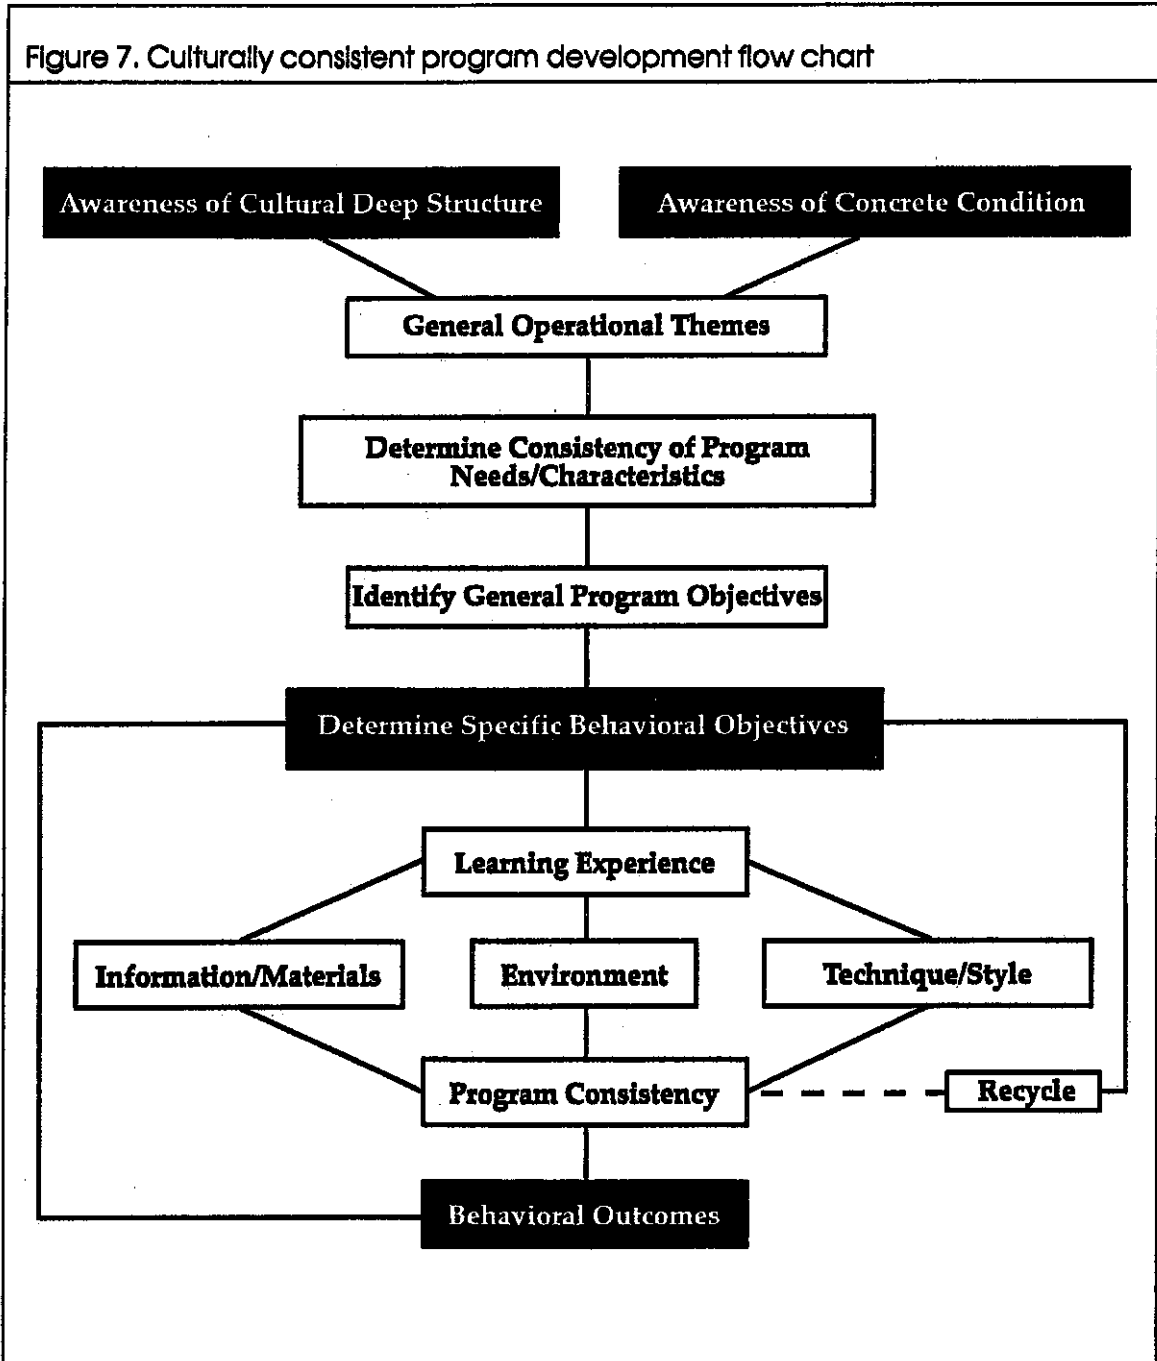 Figure 7. Culturally consistent program development flow chart
Awareness of Cultural Deep Structure
Awareness of Concrete Condition
General Operational Themes
Determine Consistency of Program
Needs/Characteristics
Identify General Program Objectives
Determine Specific Behavioral Objectives
Learning Experience
Information/Materials
Environment
Technique/Style
Program Consistency
Recycle
Behavioral Outcomes